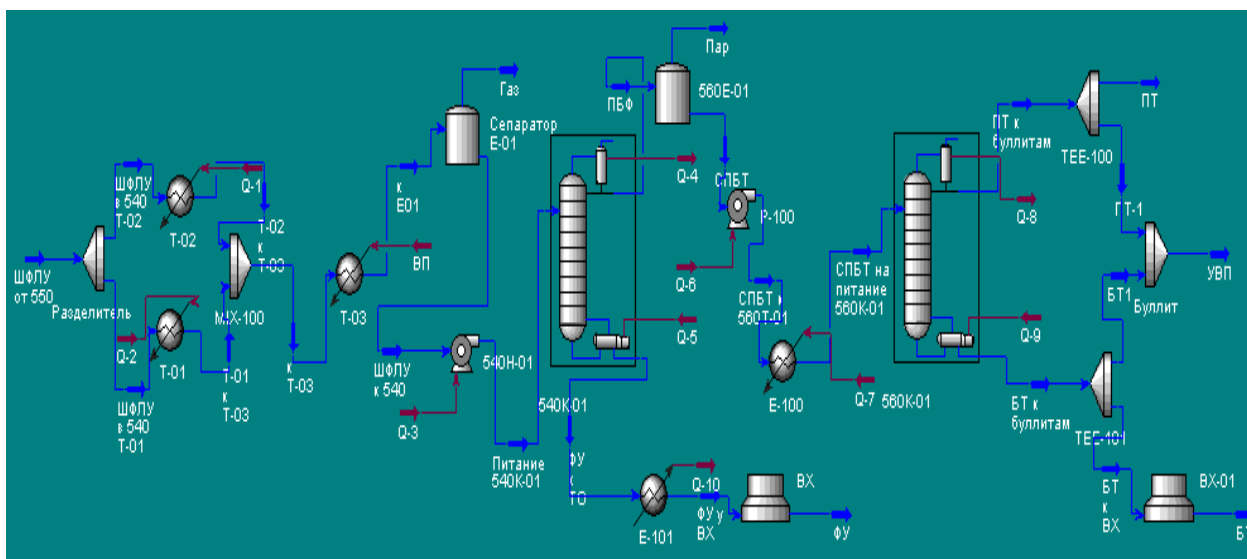 ШФЛУ
от 550
Разделитель
ШФЛУ
в 540
Т-02
Q-1
Т-02
Т-02
к
Т-03
MIX-100
Q-2
Т-01
ШФЛУ
в 540
Т-01
Т-01
к
Т-03
к
Т-03
Т-03
ВП
к
Е01
Газ
Сепаратор
Е-01
ШФЛУ
к 540
Q-3
540Н-01
Питание
540К-01
540К-01
Q-4
Q-5
ФУ
к
ТО
ПБФ
Пар
560Е-01
СПБТ
P-100
Q-6
СПБТ к
560Т-01
E-100
Q-7
СПБТ на
питание
560К-01
560К-01
Q-8
Q-9
ПТ к
буллитам
TEE-100
ПТ
ПТ-1
Буллит
УВП
БТ1
БТ к
буллитам
TEE-101
БТ
к
ВХ
ВХ-01
E-101
Q-10
ФУ у
ВХ
ВХ
ФУ